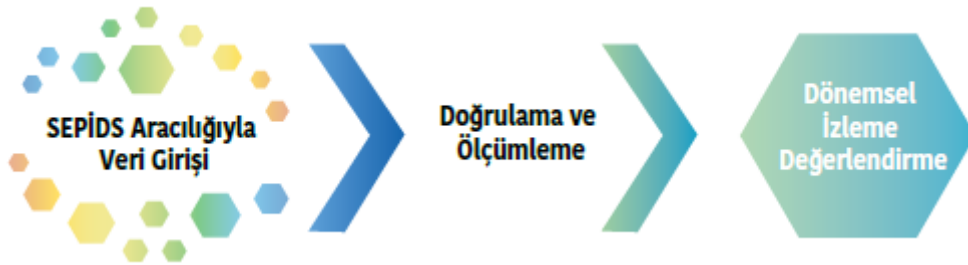 SEPİDS Aracılığıyla
Veri Girişi
Doğrulama ve
Ölçümleme
Dönemsel
İzleme
Değerlendirme